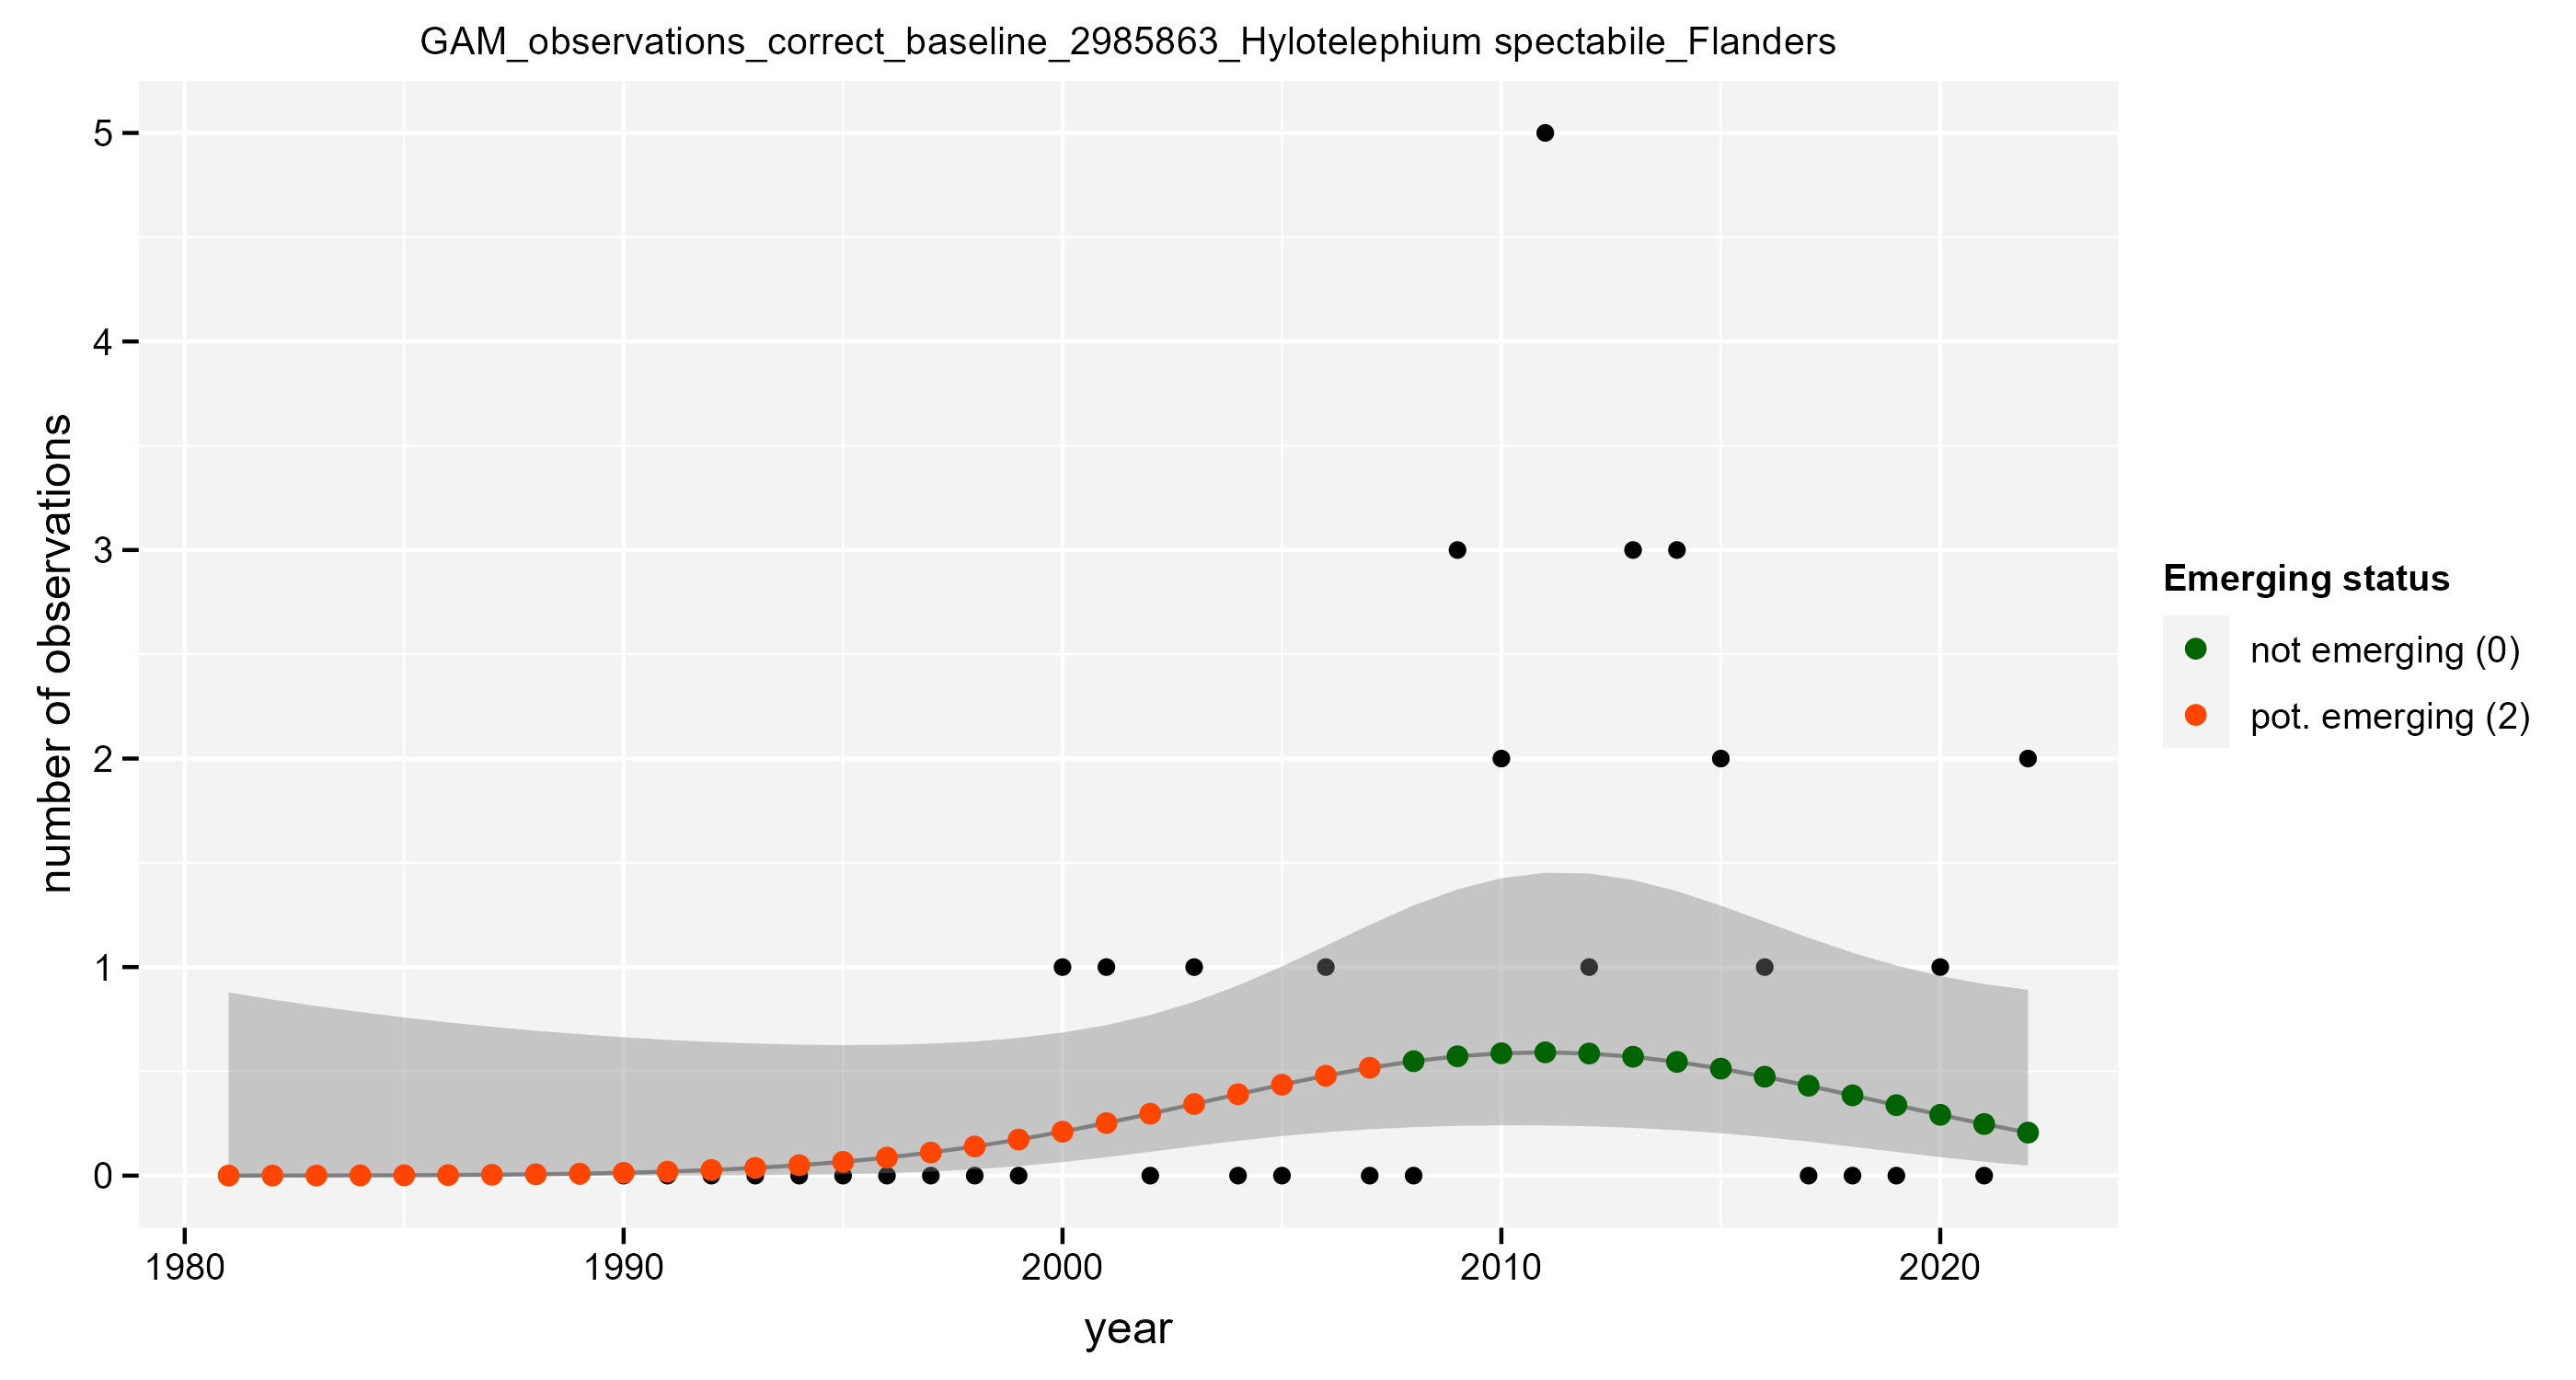 GAM_observations_correct_baseline_2985863_Hylotelephium spectabile_Flanders
number of observations
5
4
3
2
1
0
1980 1990 2000 2010 2020
year
Emerging status
not emerging (0)
pot. emerging (2)